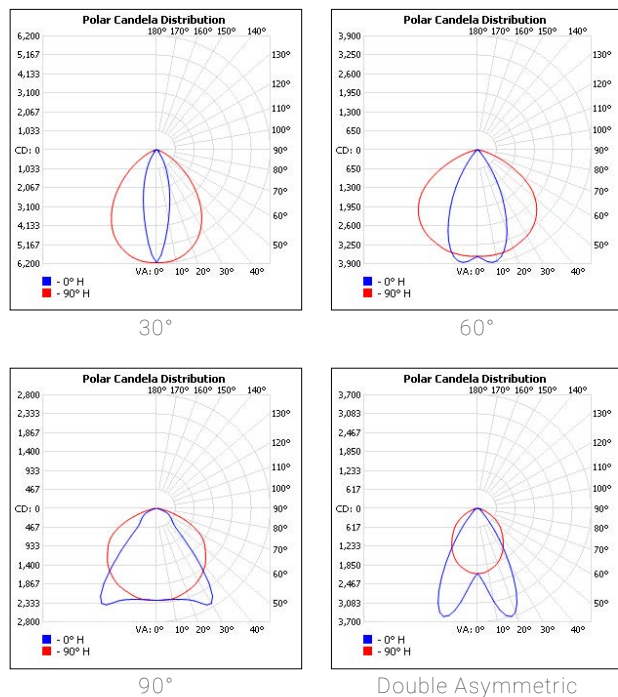 Polar Candela Distribution
6,200 180° 170° 160° 150° 140°
5,167 130°
4,133 120°
3,100
2,067 110°
1,033 100°
CD: 0 90°
1,033 80°
2,067 70°
3,100 60°
4,133
5,167 50°
6,200 VA: 0° 10° 20° 30° 40°
- 0° H
- 90° H
30°
Polar Candela Distribution
3,900 180° 170° 160° 150° 140°
3,250 130°
2,600 120°
1,950
1,300 110°
650 100°
CD: 0 90°
650 80°
1,300 70°
1,950 60°
2,600
3,250 50°
3,900 VA: 0° 10° 20° 30° 40°
- 0° H
- 90° H
60°
Polar Candela Distribution
2,800 180° 170° 160° 150° 140°
2,333 130°
1,867 120°
1,400
933 110°
467 100°
CD: 0 90°
467 80°
933 70°
1,400 60°
1,867
2,333 50°
2,800 VA: 0° 10° 20° 30° 40°
- 0° H
- 90° H
90°
Polar Candela Distribution
3,700 180° 170° 160° 150° 140°
3,083 130°
2,467 120°
1,850
1,233 110°
617 100°
CD: 0 90°
617 80°
1,233 70°
1,850 60°
2,467
3,083 50°
3,700 VA: 0° 10° 20° 30° 40°
- 0° H
- 90° H
Double Asymmetric